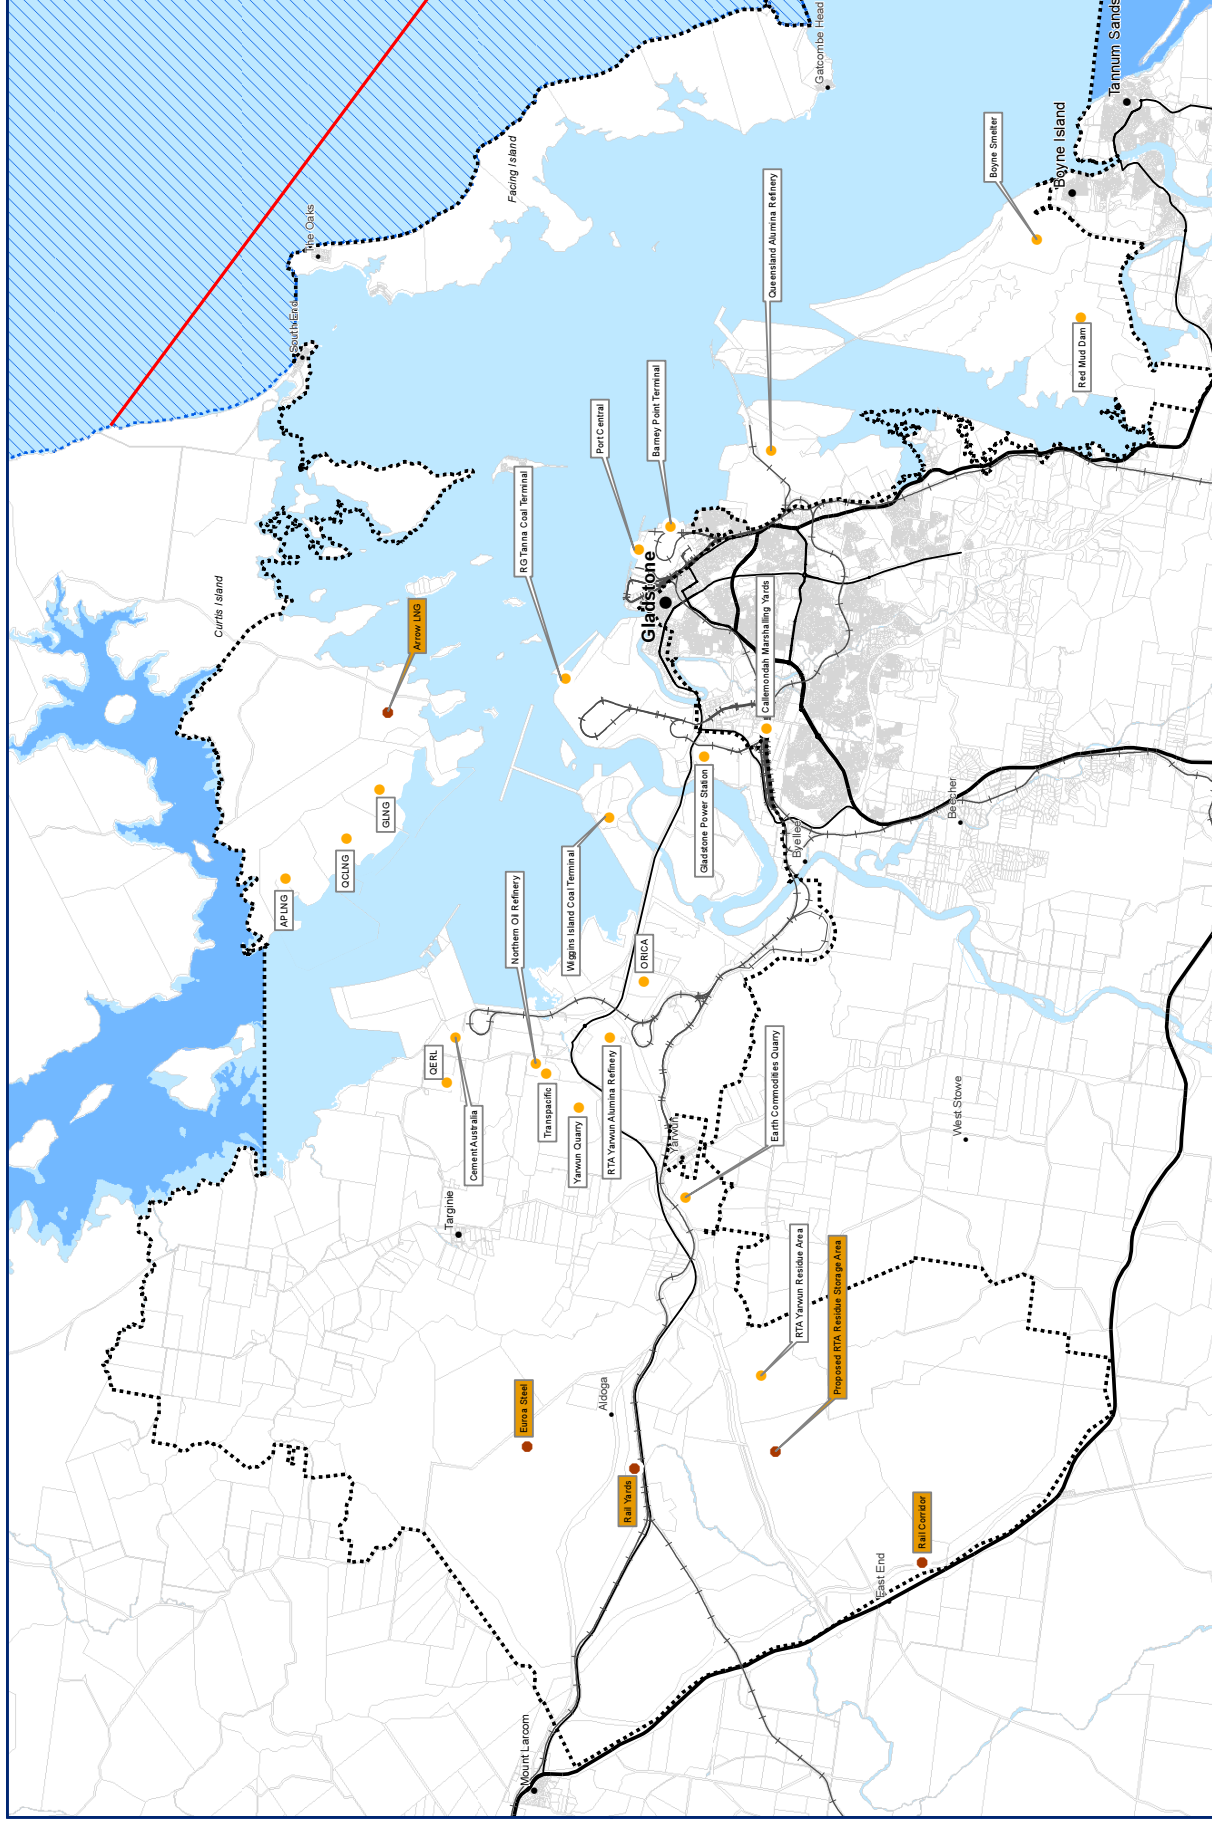 Gatcombe Head
Tannum Sands
Facing Island
Boyne Island
Boyne Smelter
Queensland Alumina Refinery
The Oaks
South End
Red Mud Dam
Port Central
Barney Point Terminal
RG Tanna Coal Terminal
Gladstone
Curtis Island
Arrow LNG
Callemondah Marshalling Yards
GLNG
QCLNG
APLNG
Gladstone Power Station
Beecher
Byellee
Wiggins Island Coal Terminal
Northern Oil Refinery
ORICA
QERL
Cement Australia
Transpacific
Yarwun Quarry
RTA Yarwun Alumina Refinery
Earth Commodities Quarry
Yarwun
West Stowe
Targinie
RTA Yarwun Residue Area
Proposed RTA Residue Storage Area
Euroa Steel
Aldoga
Rail Yards
Rail Corridor
East End
Mount Larcom